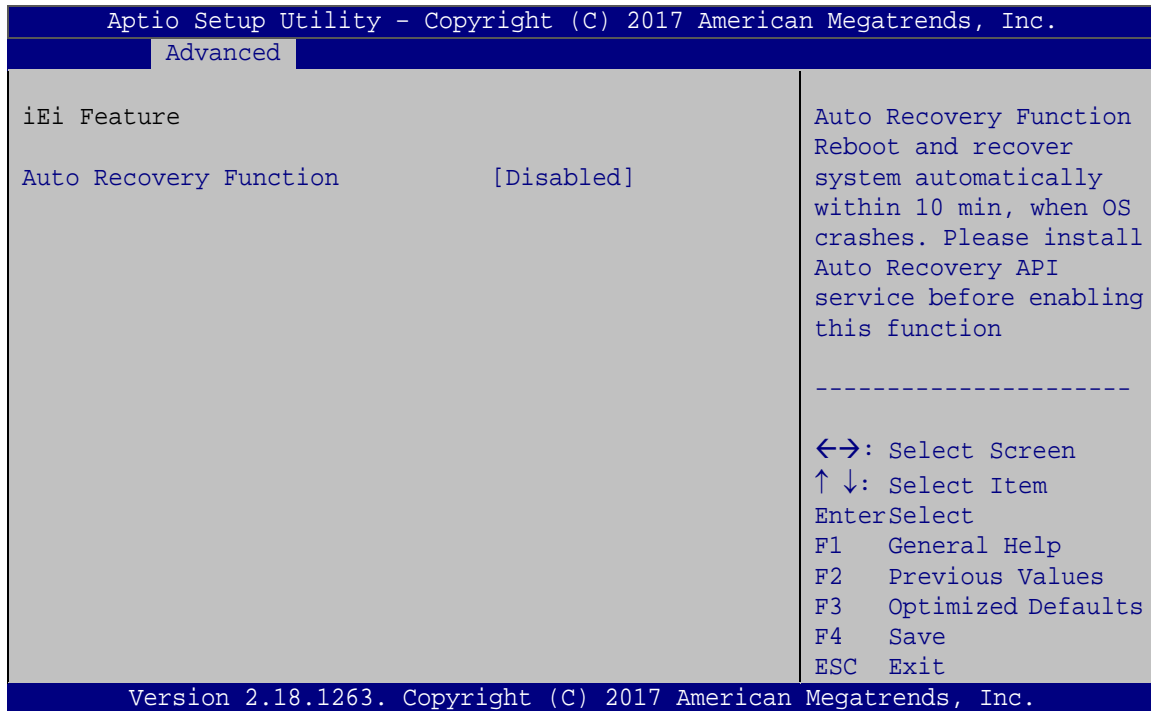 Aptio Setup Utility – Copyright (C) 2017 American Megatrends, Inc.
Advanced
iEi Feature
Auto Recovery Function [Disabled]
Auto Recovery Function
Reboot and recover
system automatically
within 10 min, when OS
crashes. Please install
Auto Recovery API
service before enabling
this function
----------------------
←→: Select Screen
↑ ↓: Select Item
EnterSelect
F1 General Help
F2 Previous Values
F3 Optimized Defaults
F4 Save
ESC Exit
Version 2.18.1263. Copyright (C) 2017 American Megatrends, Inc.